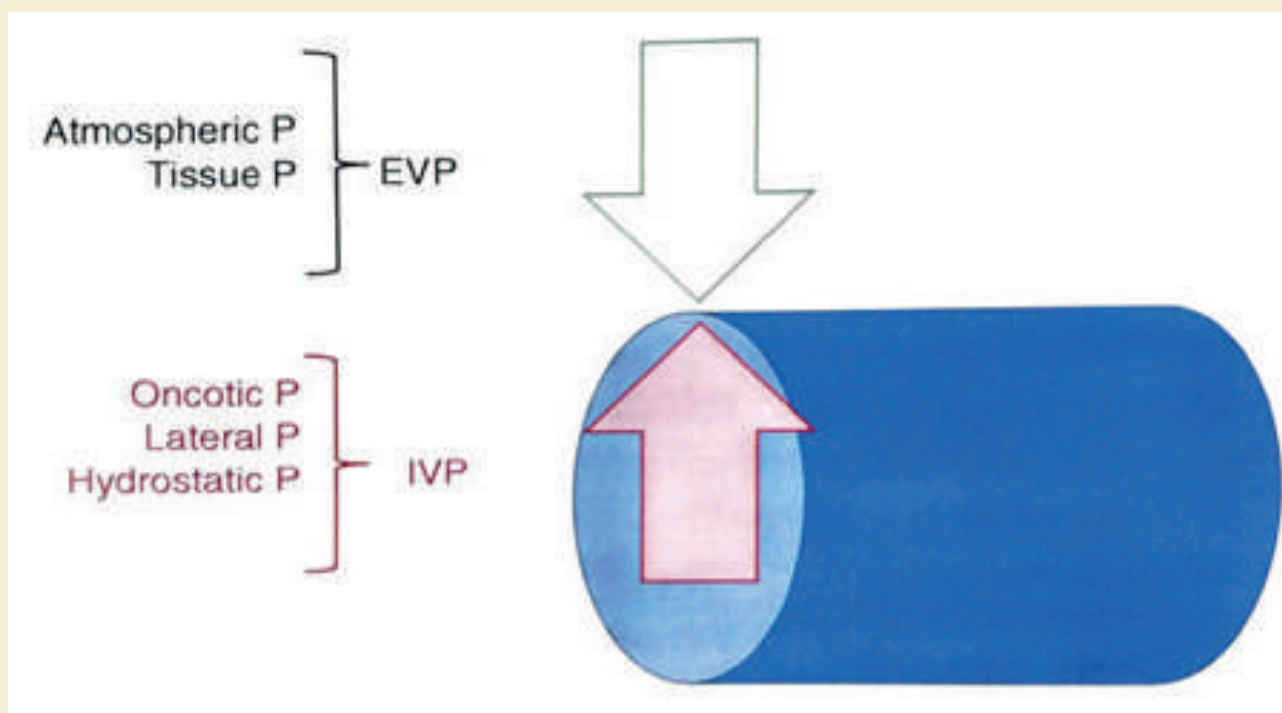 Atmospheric P
Tissue P
EVP
Oncotic P
Lateral P
Hydrostatic P
IVP